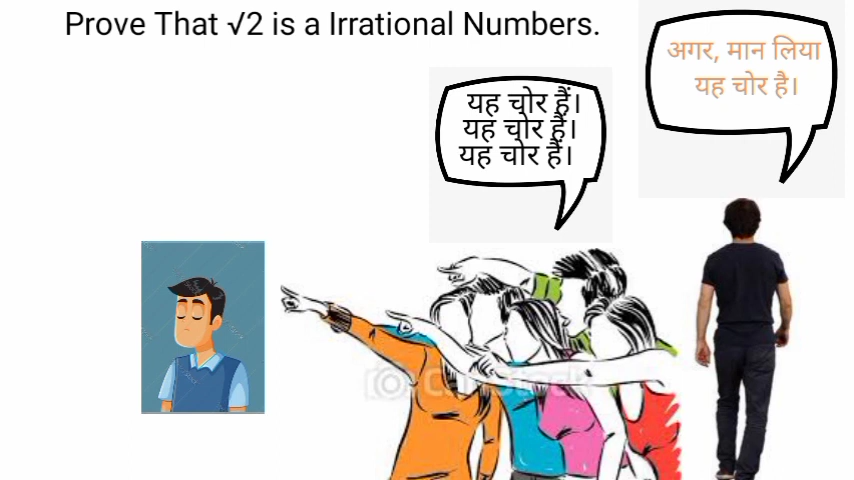 Prove That √2 is a Irrational Numbers.
अगर, मान लिया
यह चोर है।
यह चोर हैं।
यह चोर हैं।
यह चोर हैं।